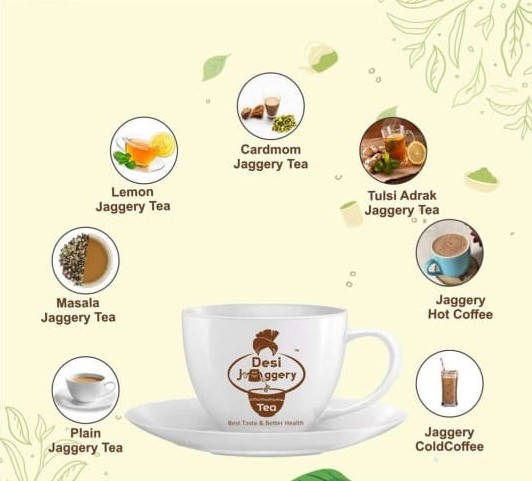 Cardmom
Jaggery Tea
Lemon
Jaggery Tea
Tulsi Adrak
Jaggery Tea
Masala
Jaggery Tea
Jaggery
Hot Coffee
Plain
Jaggery Tea
Jaggery
ColdCoffee
Desi
Jaggery
Tea
Best Taste & Better Health
TM